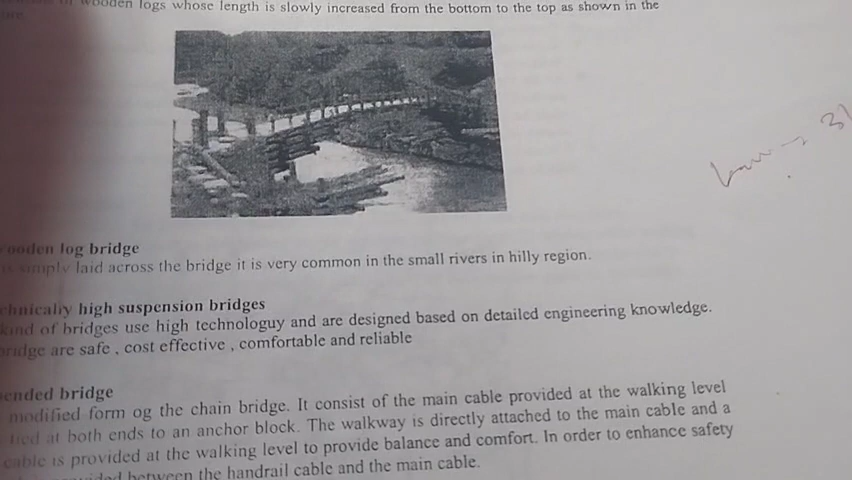 wooden logs whose length is slowly increased from the bottom to the top as shown in the
31
wooden log bridge
is simply laid across the bridge it is very common in the small rivers in hilly region.
chnically high suspension bridges
kind of bridges use high technologuy and are designed based on detailed engineering knowledge.
bridge are safe , cost effective , comfortable and reliable
ended bridge
modified form og the chain bridge. It consist of the main cable provided at the walking level
tied at both ends to an anchor block. The walkway is directly attached to the main cable and a
cable is provided at the walking level to provide balance and comfort. In order to enhance safety
between the handrail cable and the main cable.